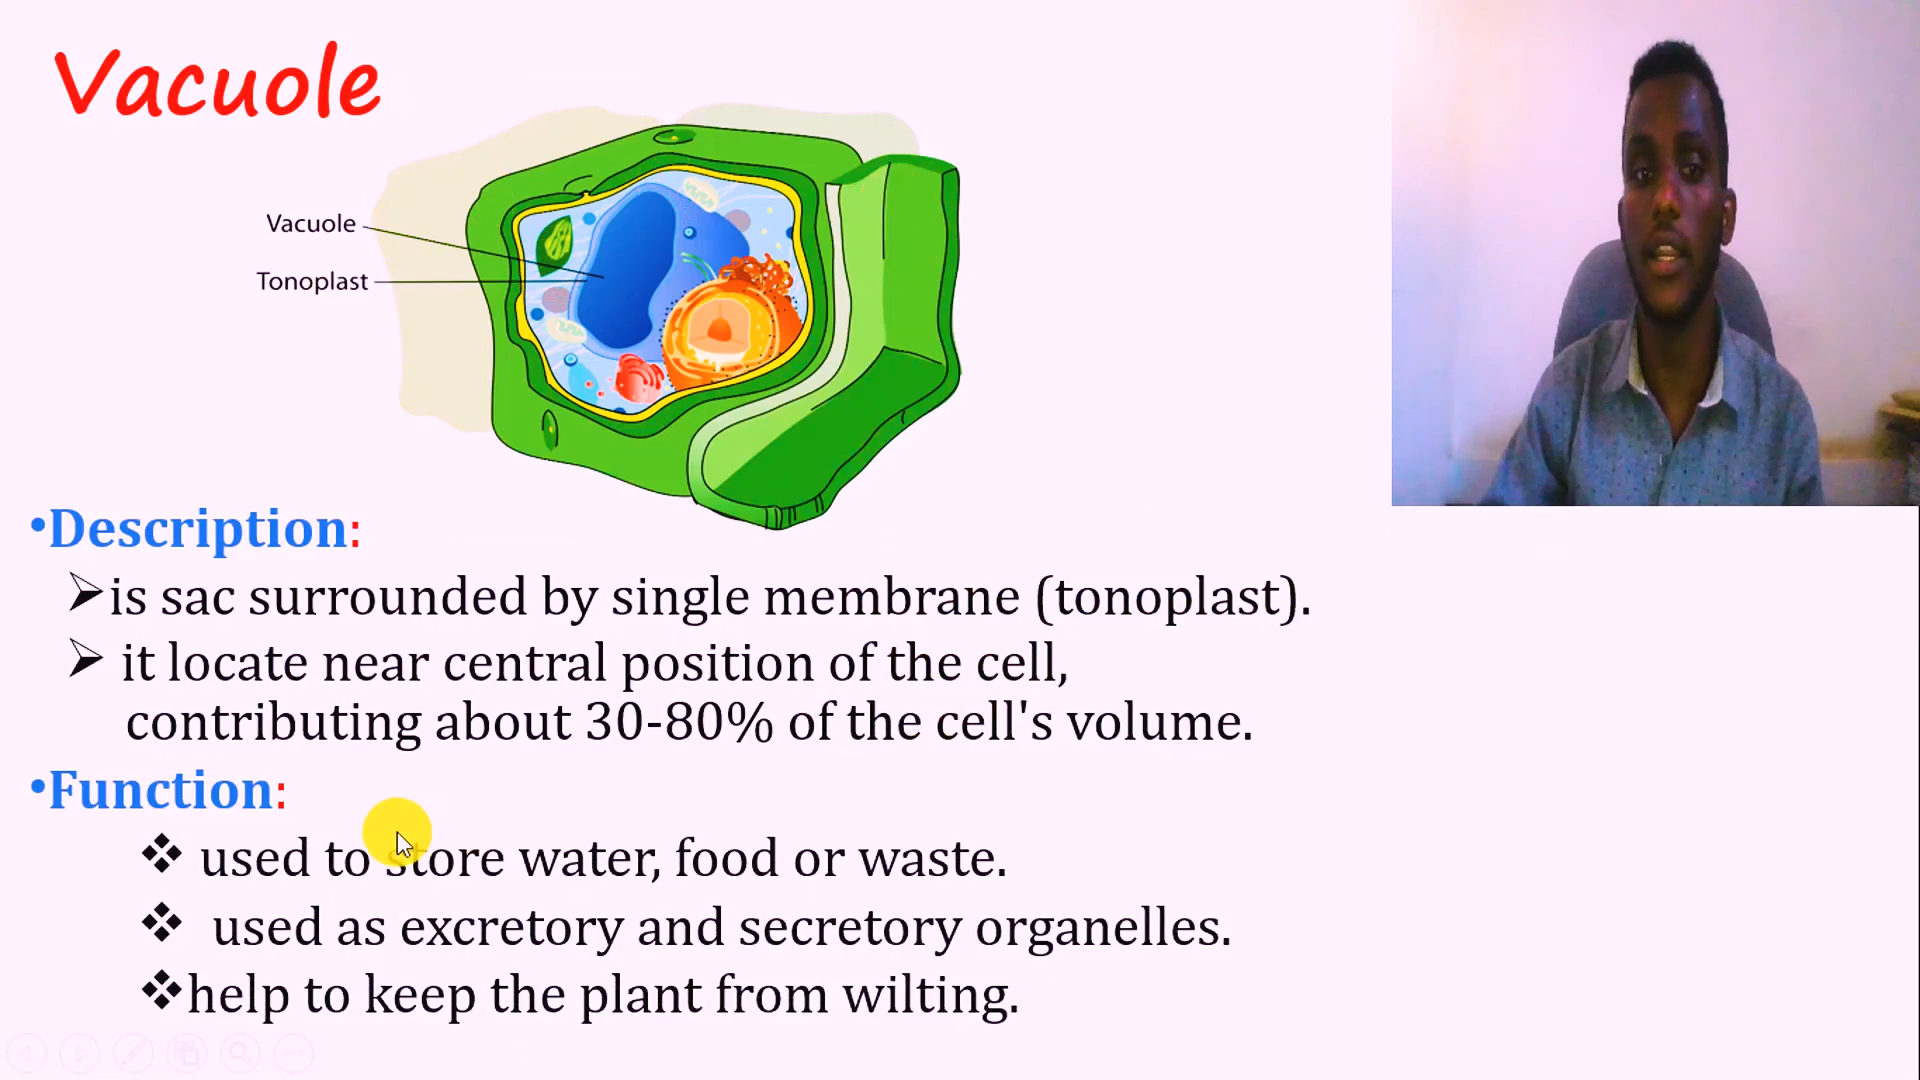 Vacuole
Vacuole
Tonoplast
•Description:
➢is sac surrounded by single membrane (tonoplast).
➢ it locate near central position of the cell,
contributing about 30-80% of the cell's volume.
•Function:
❖ used to store water, food or waste.
❖ used as excretory and secretory organelles.
❖help to keep the plant from wilting.